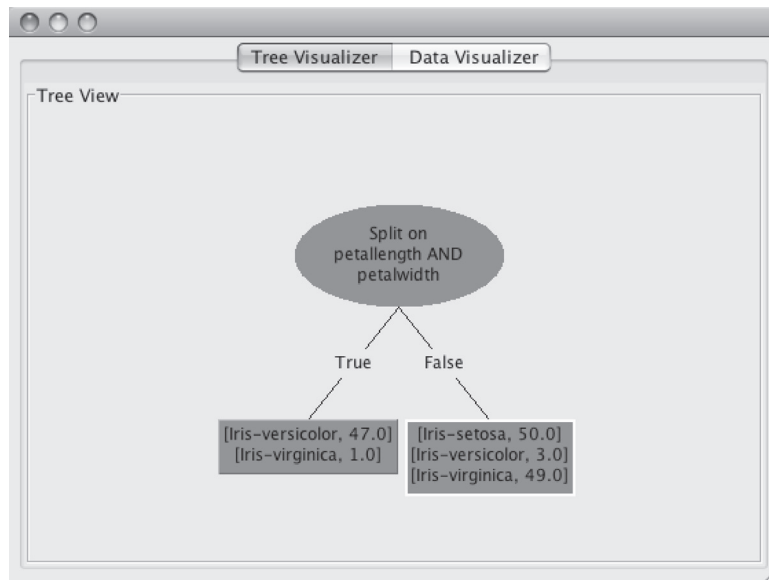 Tree Visualizer Data Visualizer
Tree View
Split on
petallength AND
petalwidth
True False
[Iris-versicolor, 47.0]
[Iris-virginica, 1.0]
[Iris-setosa, 50.0]
[Iris-versicolor, 3.0]
[Iris-virginica, 49.0]